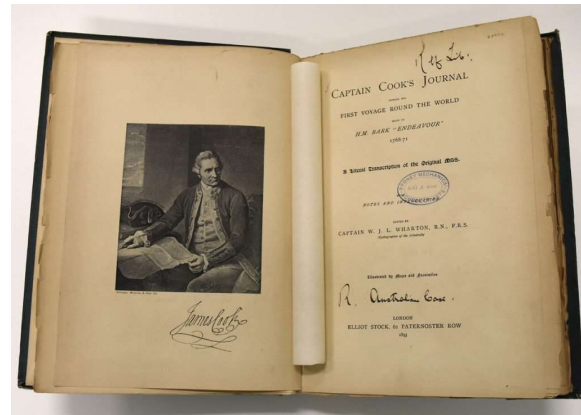 James Cook
CAPTAIN COOK'S JOURNAL
DURING HIS
FIRST VOYAGE ROUND THE WORLD
MADE IN
H.M. BARK "ENDEAVOUR"
1768-71
A Literal Transcription of the Original MSS.
NOTES AND
EDITED BY
CAPTAIN W. J. L. WHARTON, R.N., F.R.S.
Hydrographer of the Admiralty
Illustrated by Maps and Facsimiles
R. Australian Case.
LONDON
ELLIOT STOCK, 62 PATERNOSTER ROW
1893